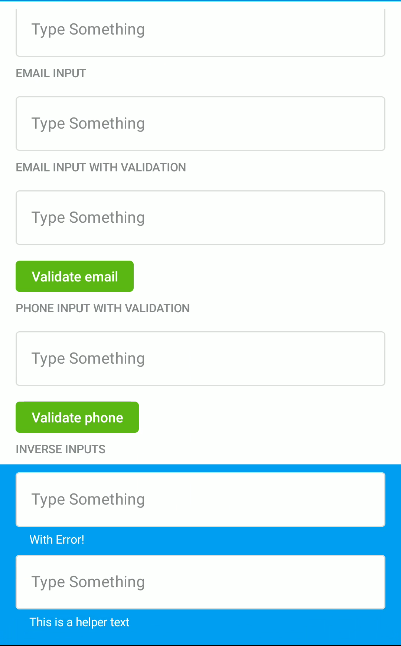 Type Something
EMAIL INPUT
Type Something
EMAIL INPUT WITH VALIDATION
Type Something
Validate email
PHONE INPUT WITH VALIDATION
Type Something
Validate phone
INVERSE INPUTS
Type Something
With Error!
Type Something
This is a helper text